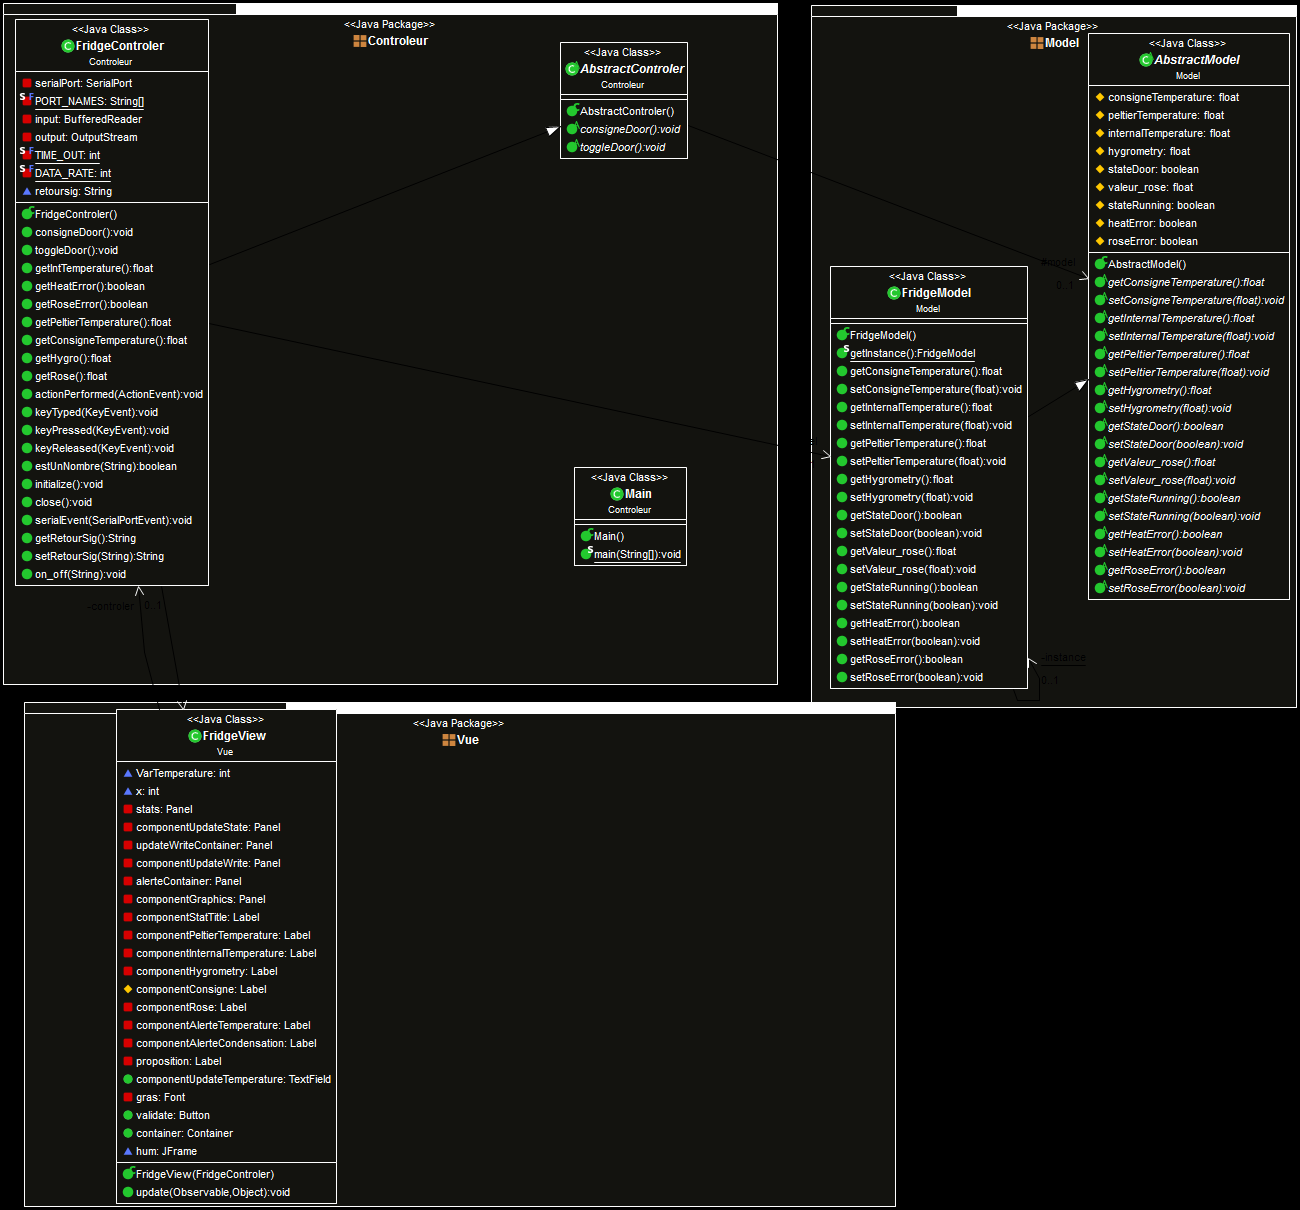 <<Java Package>>
Controleur
<<Java Class>>
FridgeControler
Controleur
serialPort: SerialPort
PORT_NAMES: String[]
input: BufferedReader
output: OutputStream
TIME_OUT: int
DATA_RATE: int
retoursig: String
FridgeControler()
consigneDoor():void
toggleDoor():void
getIntTemperature():float
getHeatError():boolean
getRoseError():boolean
getPeltierTemperature():float
getConsigneTemperature():float
getHygro():float
getRose():float
actionPerformed(ActionEvent):void
keyTyped(KeyEvent):void
keyPressed(KeyEvent):void
keyReleased(KeyEvent):void
estUnNombre(String):boolean
initialize():void
close():void
serialEvent(SerialPortEvent):void
getRetourSig():String
setRetourSig(String):String
on_off(String):void
-controler
0..1
<<Java Class>>
AbstractControler
Controleur
AbstractControler()
consigneDoor():void
toggleDoor():void
<<Java Class>>
Main
Controleur
Main()
main(String[]):void
<<Java Package>>
Model
<<Java Class>>
AbstractModel
Model
consigneTemperature: float
peltierTemperature: float
internalTemperature: float
hygrometry: float
stateDoor: boolean
valeur_rose: float
stateRunning: boolean
heatError: boolean
roseError: boolean
AbstractModel()
getConsigneTemperature():float
setConsigneTemperature(float):void
getInternalTemperature():float
setInternalTemperature(float):void
getPeltierTemperature():float
setPeltierTemperature(float):void
getHygrometry():float
setHygrometry(float):void
getStateDoor():boolean
setStateDoor(boolean):void
getValeur_rose():float
setValeur_rose(float):void
getStateRunning():boolean
setStateRunning(boolean):void
getHeatError():boolean
setHeatError(boolean):void
getRoseError():boolean
setRoseError(boolean):void
#model
0..1
<<Java Class>>
FridgeModel
Model
FridgeModel()
getInstance():FridgeModel
getConsigneTemperature():float
setConsigneTemperature(float):void
getInternalTemperature():float
setInternalTemperature(float):void
getPeltierTemperature():float
setPeltierTemperature(float):void
getHygrometry():float
setHygrometry(float):void
getStateDoor():boolean
setStateDoor(boolean):void
getValeur_rose():float
setValeur_rose(float):void
getStateRunning():boolean
setStateRunning(boolean):void
getHeatError():boolean
setHeatError(boolean):void
getRoseError():boolean
setRoseError(boolean):void
-instance
0..1
<<Java Package>>
Vue
<<Java Class>>
FridgeView
Vue
VarTemperature: int
x: int
stats: Panel
componentUpdateState: Panel
updateWriteContainer: Panel
componentUpdateWrite: Panel
alerteContainer: Panel
componentGraphics: Panel
componentStatTitle: Label
componentPeltierTemperature: Label
componentInternalTemperature: Label
componentHygrometry: Label
componentConsigne: Label
componentRose: Label
componentAlerteTemperature: Label
componentAlerteCondensation: Label
proposition: Label
componentUpdateTemperature: TextField
gras: Font
validate: Button
container: Container
hum: JFrame
FridgeView(FridgeControler)
update(Observable,Object):void